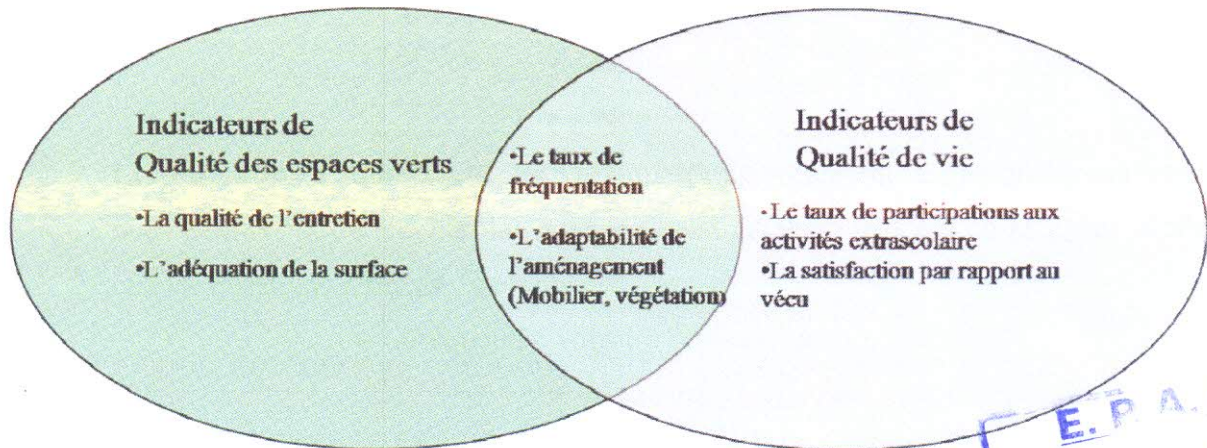 Indicateurs de
Qualité des espaces verts
•La qualité de l'entretien
•L'adéquation de la surface
•Le taux de
fréquentation
•L'adaptabilité de
l'aménagement
(Mobilier, végétation)
Indicateurs de
Qualité de vie
•Le taux de participations aux
activités extrascolaire
•La satisfaction par rapport au
vécu
E. P. A.